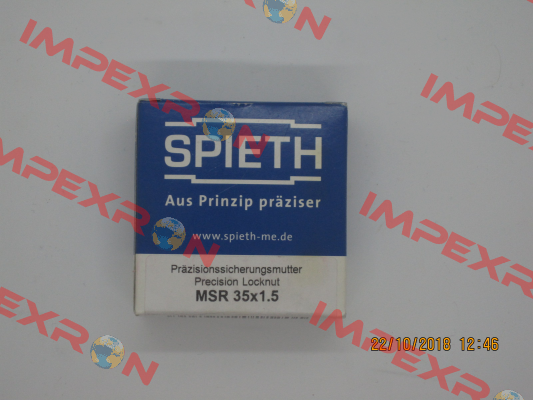 IMPEXRON
IMPEXRON
IMPEXRON
SPIETH
Aus Prinzip präziser
www.spieth-me.de
Präzisionssicherungsmutter
Precision Locknut
MSR 35x1.5
22/10/2018 12:46
IMPEXRON
IMPEXRON